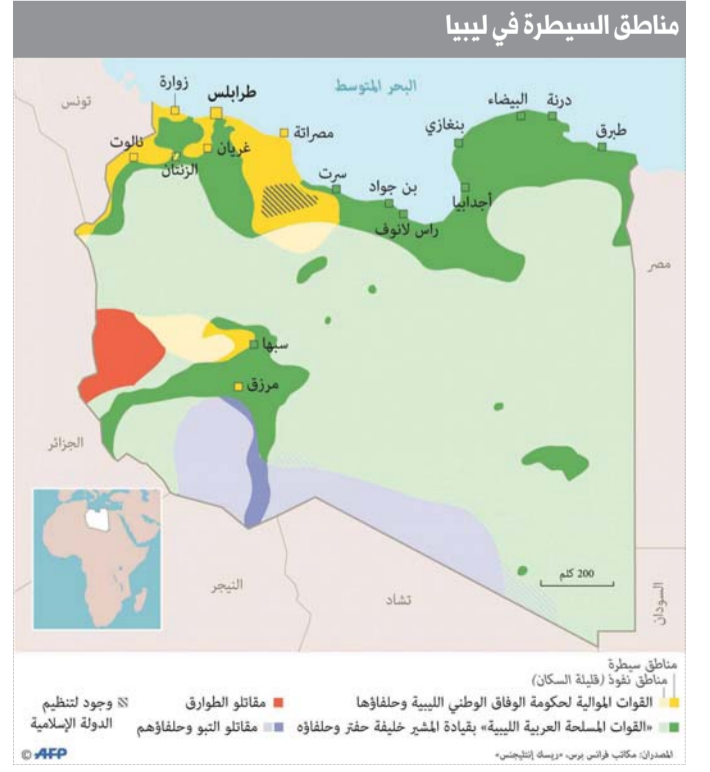 مناطق السيطرة في ليبيا
البحر المتوسط
تونس
زوارة
طرابلس
مصراتة
نالوت
غريان
الزنتان
سرت
بن جواد
راس لانوف
أجدابيا
بنغازي
البيضاء
درنة
طبرق
مصر
سبها
مرزق
الجزائر
النيجر
تشاد
السودان
200 كلم
مناطق سيطرة
مناطق نفوذ (قليلة السكان)
القوات الموالية لحكومة الوفاق الوطني الليبية وحلفاؤها
مقاتلو الطوارق
وجود لتنظيم
الدولة الإسلامية
«القوات المسلحة العربية الليبية» بقيادة المشير خليفة حفتر وحلفاؤه
مقاتلو التبو وحلفاؤهم
المصدران: مكاتب فرانس برس، «ريسك إنتليجنس»
© AFP